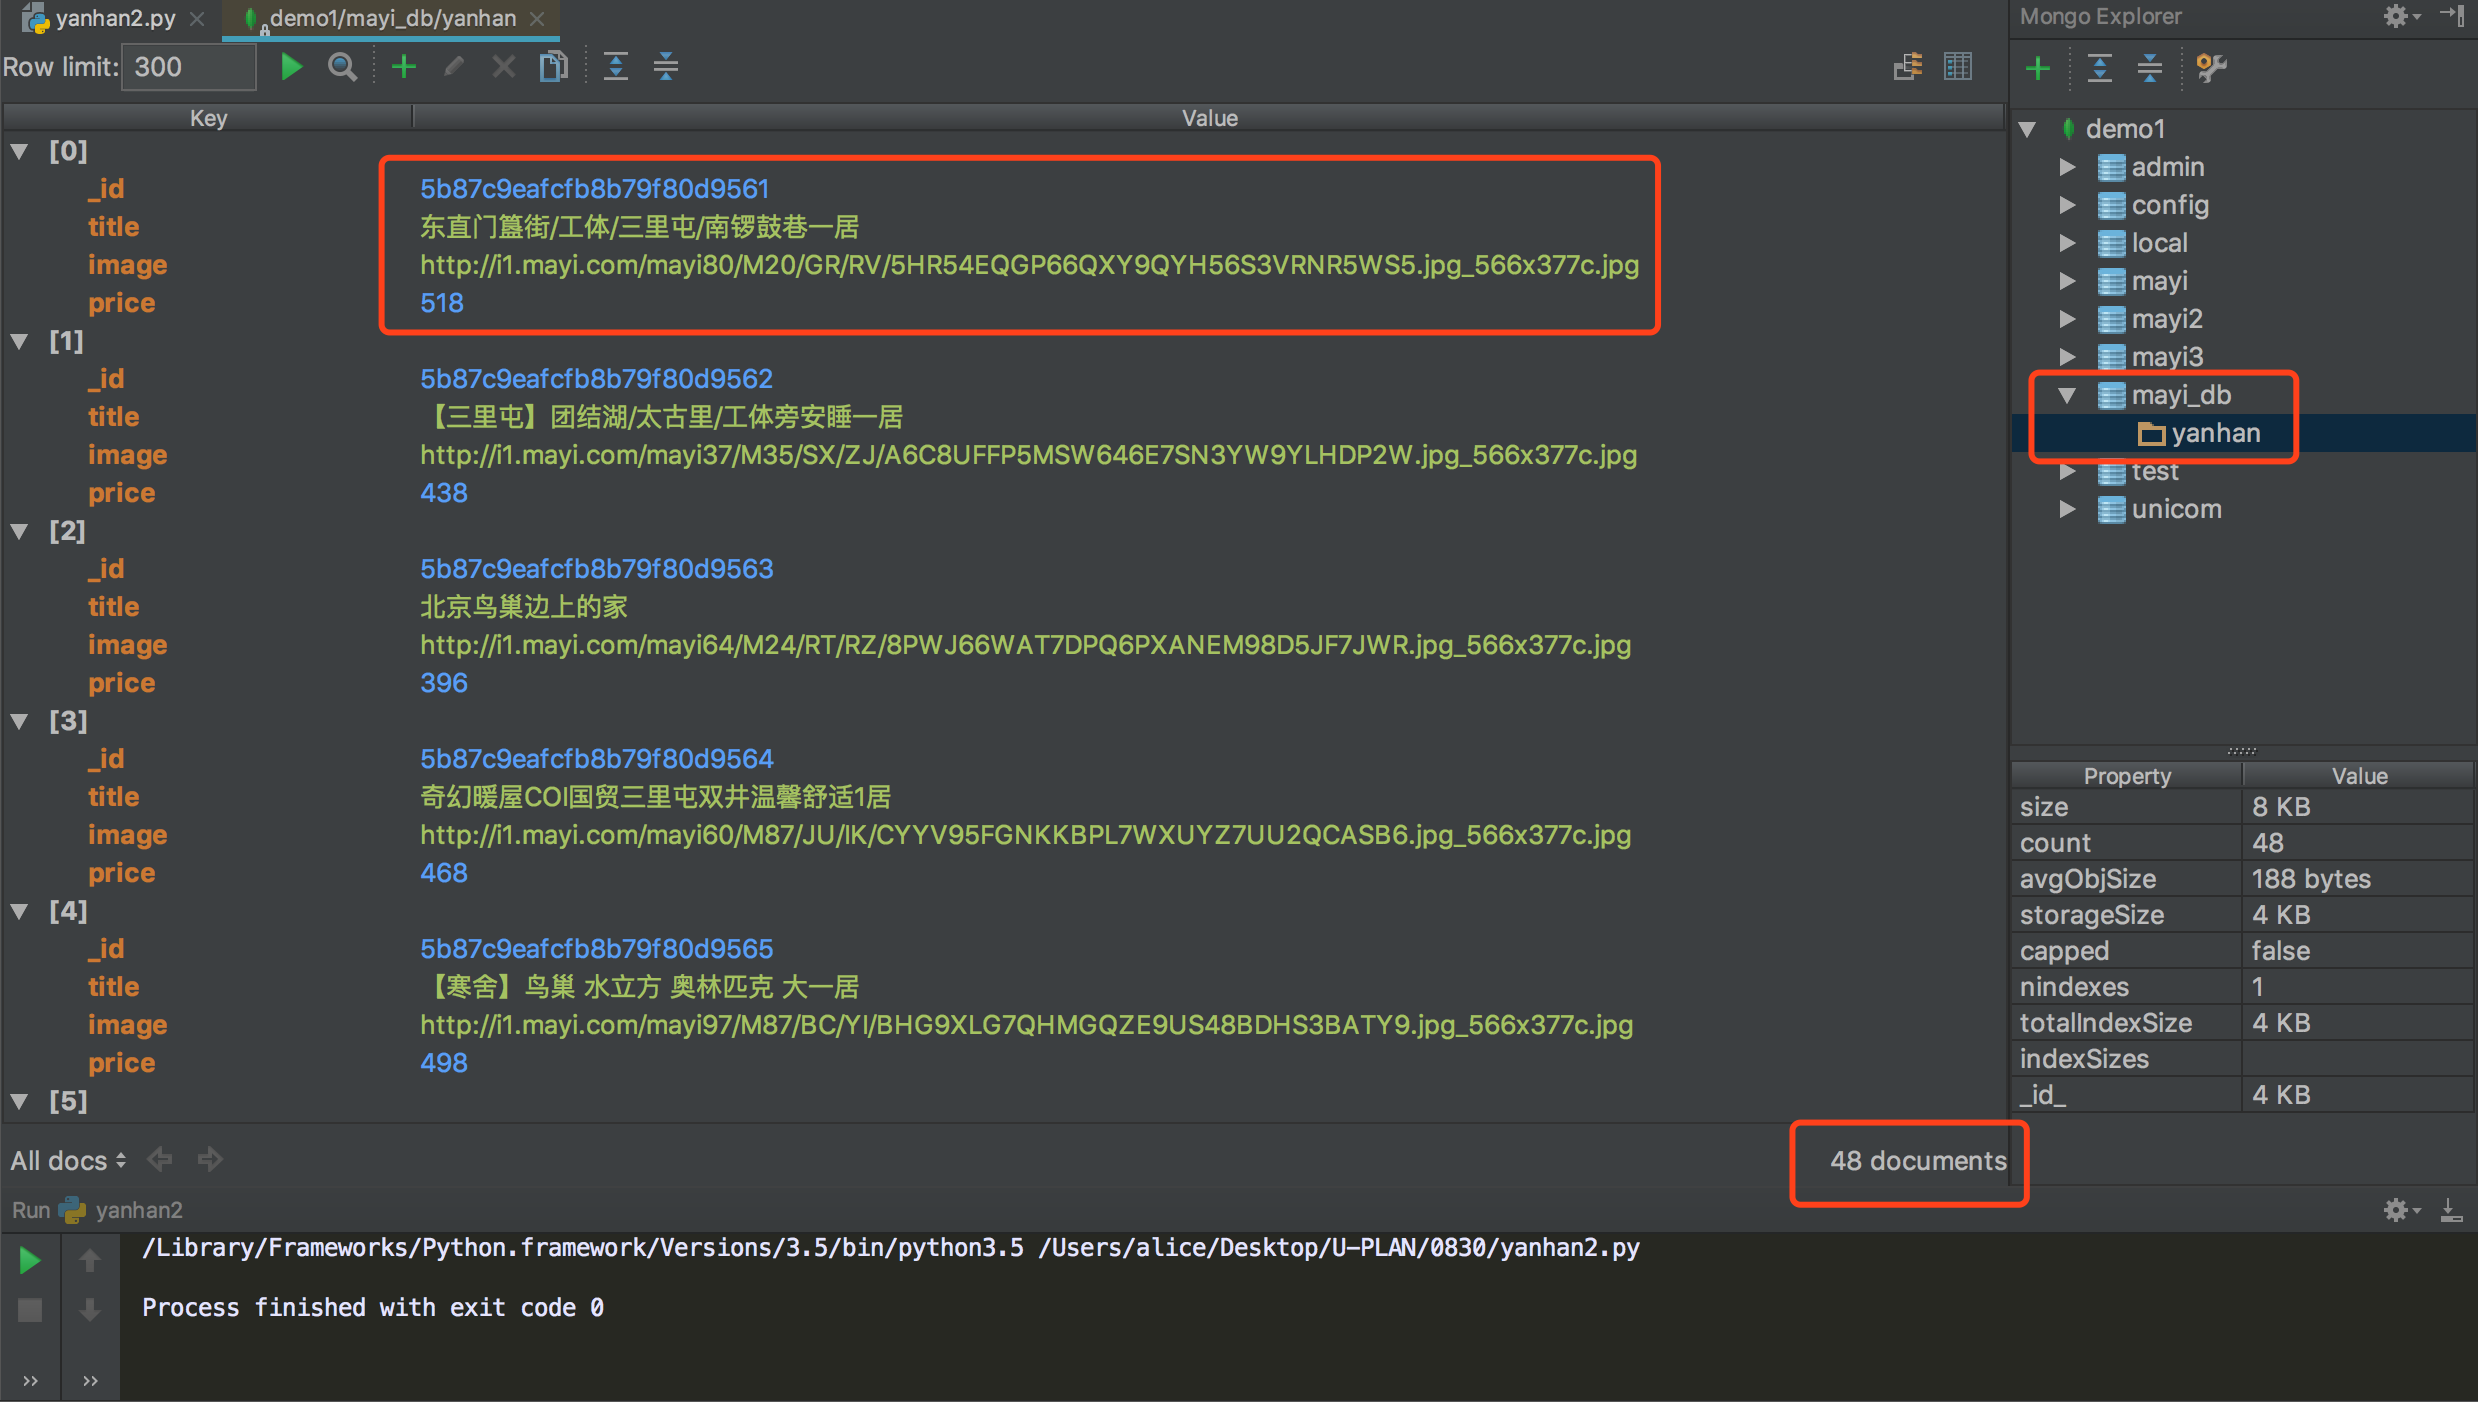 yanhan2.py
demo1/mayi_db/yanhan
Row limit: 300
Key Value
[0]
_id 5b87c9eafcfb8b79f80d9561
title 东直门簋街/工体/三里屯/南锣鼓巷一居
image http://i1.mayi.com/mayi80/M20/GR/RV/5HR54EQGP66QXY9QYH56S3VRNR5WS5.jpg_566x377c.jpg
price 518
[1]
_id 5b87c9eafcfb8b79f80d9562
title 【三里屯】团结湖/太古里/工体旁安睡一居
image http://i1.mayi.com/mayi37/M35/SX/ZJ/A6C8UFFP5MSW646E7SN3YW9YLHDP2W.jpg_566x377c.jpg
price 438
[2]
_id 5b87c9eafcfb8b79f80d9563
title 北京鸟巢边上的家
image http://i1.mayi.com/mayi64/M24/RT/RZ/8PWJ66WAT7DPQ6PXANEM98D5JF7JWR.jpg_566x377c.jpg
price 396
[3]
_id 5b87c9eafcfb8b79f80d9564
title 奇幻暖屋COI国贸三里屯双井温馨舒适1居
image http://i1.mayi.com/mayi60/M87/JU/IK/CYYV95FGNKKBPL7WXUYZ7UU2QCASB6.jpg_566x377c.jpg
price 468
[4]
_id 5b87c9eafcfb8b79f80d9565
title 【寒舍】鸟巢 水立方 奥林匹克 大一居
image http://i1.mayi.com/mayi97/M87/BC/YI/BHG9XLG7QHMGQZE9US48BDHS3BATY9.jpg_566x377c.jpg
price 498
[5]
All docs
48 documents
Mongo Explorer
demo1
admin
config
local
mayi
mayi2
mayi3
mayi_db
yanhan
test
unicom
Property Value
size 8 KB
count 48
avgObjSize 188 bytes
storageSize 4 KB
capped false
nindexes 1
totalIndexSize 4 KB
indexSizes
_id_ 4 KB
Run yanhan2
/Library/Frameworks/Python.framework/Versions/3.5/bin/python3.5 /Users/alice/Desktop/U-PLAN/0830/yanhan2.py
Process finished with exit code 0